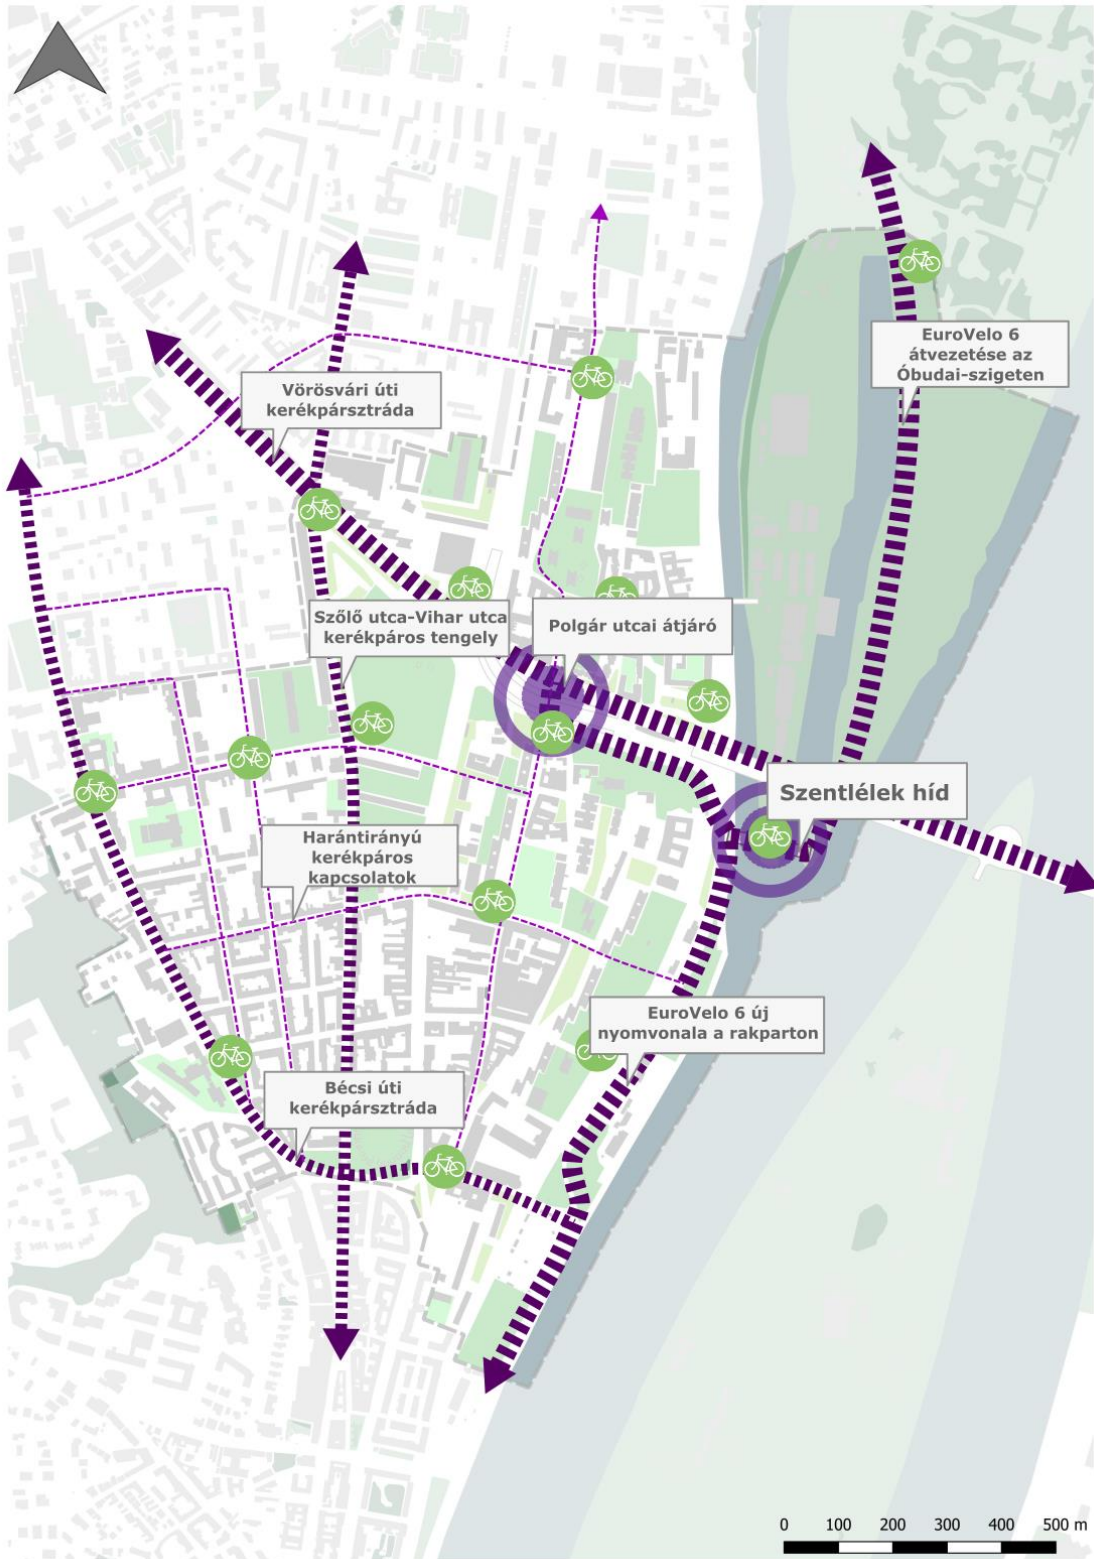 EuroVelo 6
átvezetése az
Óbudai-szigeten
Vörösvári úti
kerékpársztráda
Szőlő utca-Vihar utca
kerékpáros tengely
Polgár utcai átjáró
Szentlélek híd
Harántirányú
kerékpáros
kapcsolatok
EuroVelo 6 új
nyomvonala a rakparton
Bécsi úti
kerékpársztráda
0 100 200 300 400 500 m